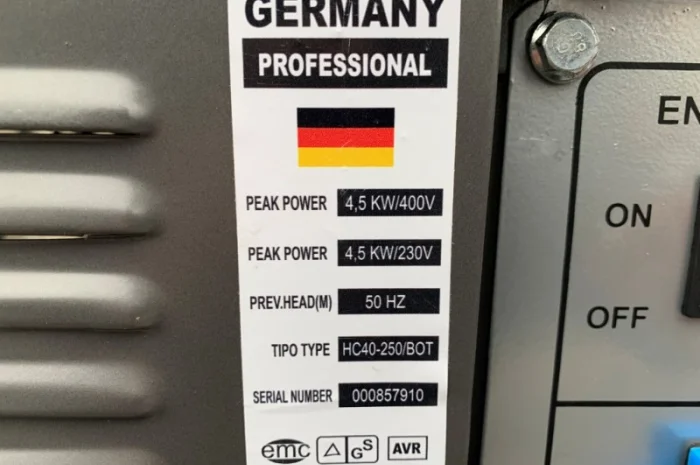 GERMANY
PROFESSIONAL
PEAK POWER 4,5 KW/400V
PEAK POWER 4,5 KW/230V
PREV.HEAD(M) 50 HZ
TIPO TYPE HC40-250/BOT
SERIAL NUMBER 000857910
emc GS AVR
EN
ON
OFF